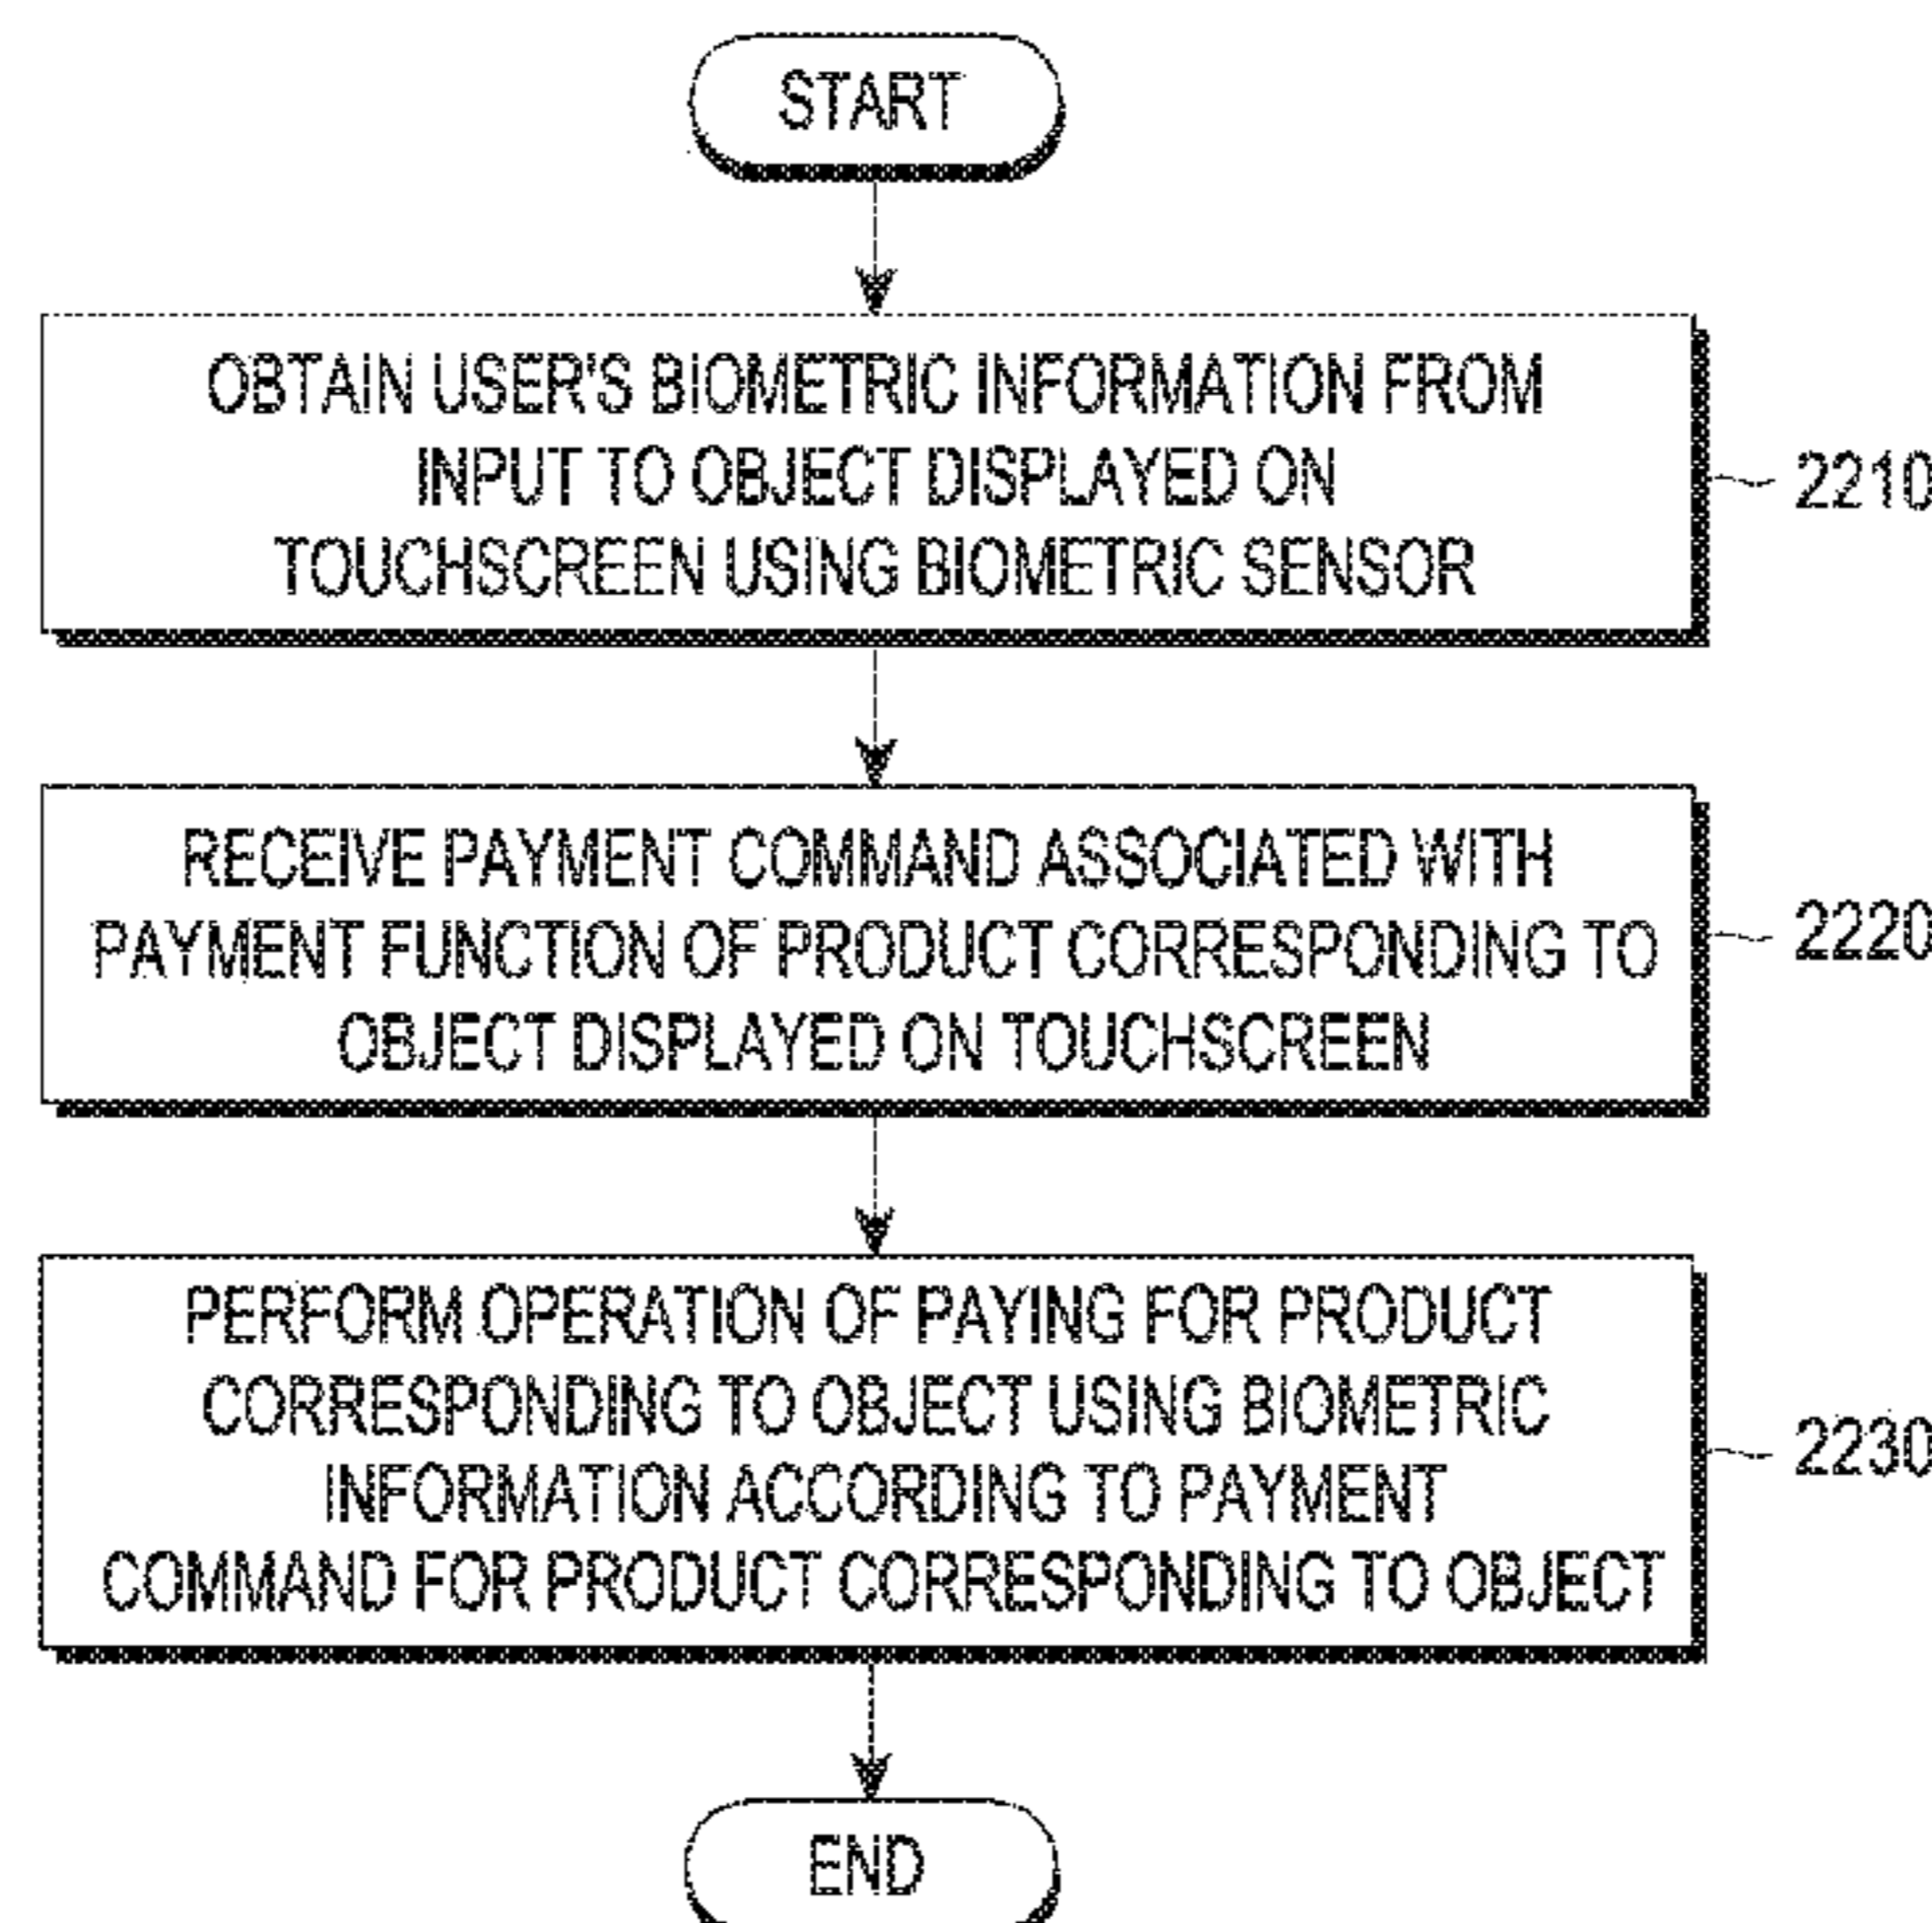 START
OBTAIN USER'S BIOMETRIC INFORMATION FROM
INPUT TO OBJECT DISPLAYED ON
TOUCHSCREEN USING BIOMETRIC SENSOR
2210
RECEIVE PAYMENT COMMAND ASSOCIATED WITH
PAYMENT FUNCTION OF PRODUCT CORRESPONDING TO
OBJECT DISPLAYED ON TOUCHSCREEN
2220
PERFORM OPERATION OF PAYING FOR PRODUCT
CORRESPONDING TO OBJECT USING BIOMETRIC
INFORMATION ACCORDING TO PAYMENT
COMMAND FOR PRODUCT CORRESPONDING TO OBJECT
2230
END